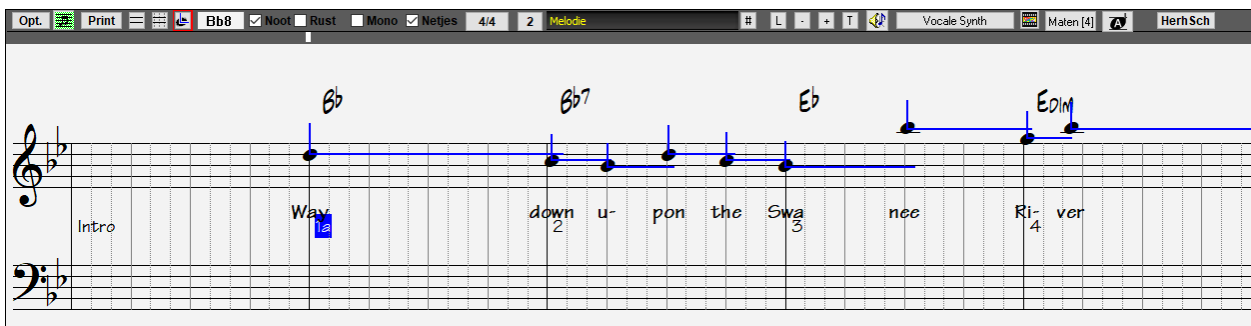 Opt. Print Bb8 Noot Rust Mono Netjes 4/4 2 Melodie # L - + T Vocale Synth Maten [4] A HerhSch
Bb Bb7 Eb EDIM
Way down u- pon the Swa nee Ri- ver
Intro 1a 2 3 4